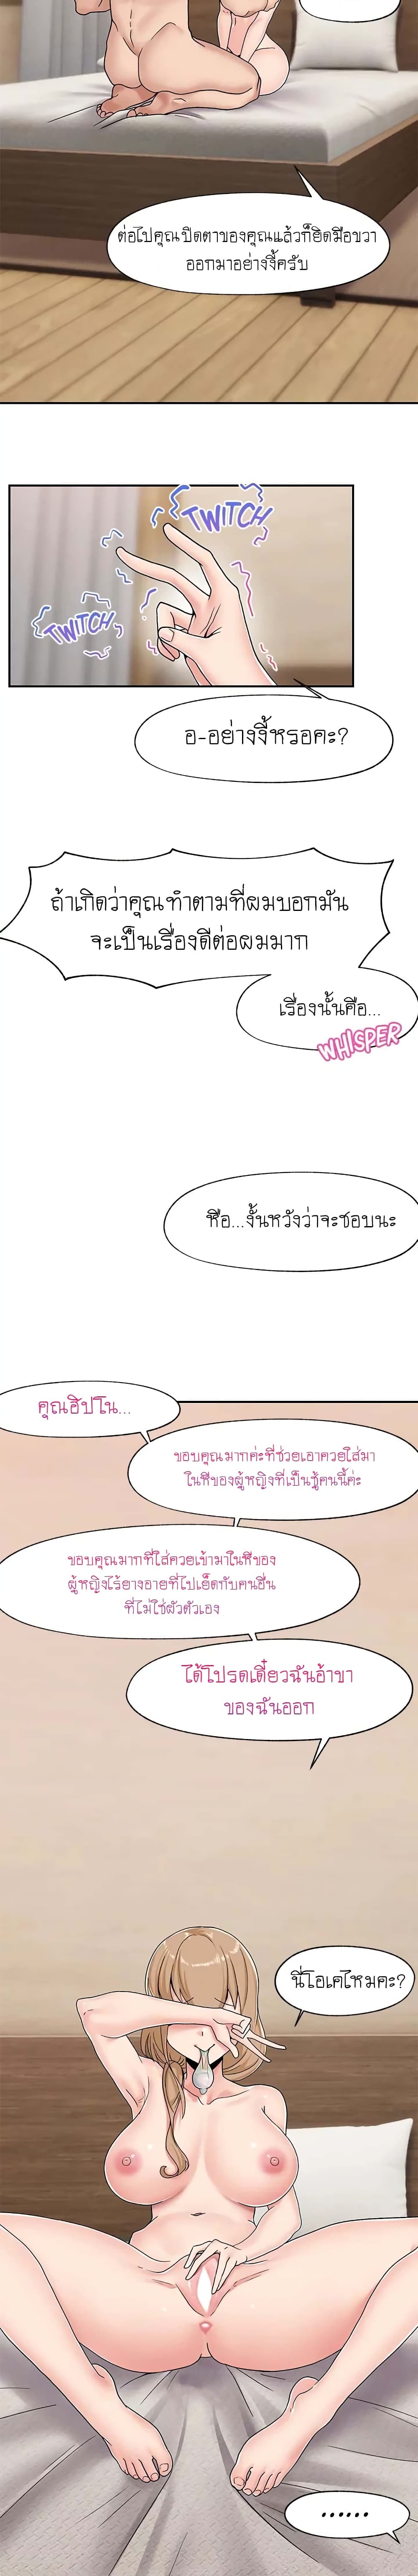 ต่อไปคุณปิดตาของคุณแล้วก็ยิดมือขวา
ออกมาอย่างงี้ครับ
TWITCH
TWITCH
อ-อย่างงี้หรอคะ?
ถ้าเกิดว่าคุณทำตามที่ผมบอกมัน
จะเป็นเรื่องดีต่อผมมาก
เรื่องนั้นคือ...
WHISPER
หือ...งั้นหวังว่าจะชอบนะ
คุณฮิปโน...
ขอบคุณมากค่ะที่ช่วยเอาควยใส่มา
ในหีของผู้หญิงที่เป็นชู้คนนี้ค่ะ
ขอบคุณมากที่ใส่ควยเข้ามาในหีของ
ผู้หญิงไร้ยางอายที่ไปเย็ดกับคนอื่น
ที่ไม่ใช่ผัวตัวเอง
ได้โปรดเดี๋ยวฉันอ้าขา
ของฉันออก
นี่โอเคไหมคะ?
......